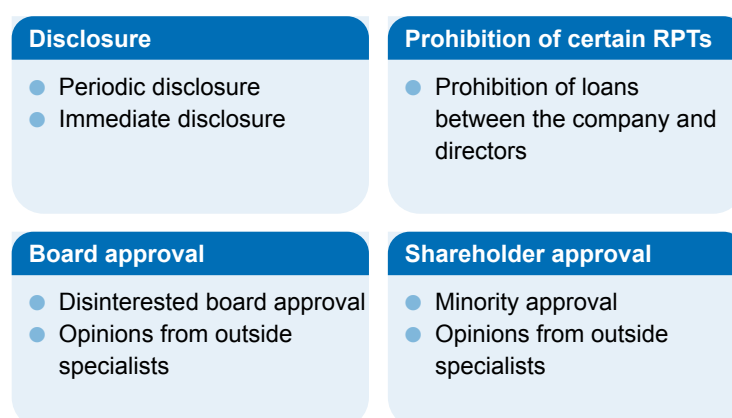 Disclosure
Periodic disclosure
Immediate disclosure
Prohibition of certain RPTs
Prohibition of loans
between the company and
directors
Board approval
Disinterested board approval
Opinions from outside
specialists
Shareholder approval
Minority approval
Opinions from outside
specialists